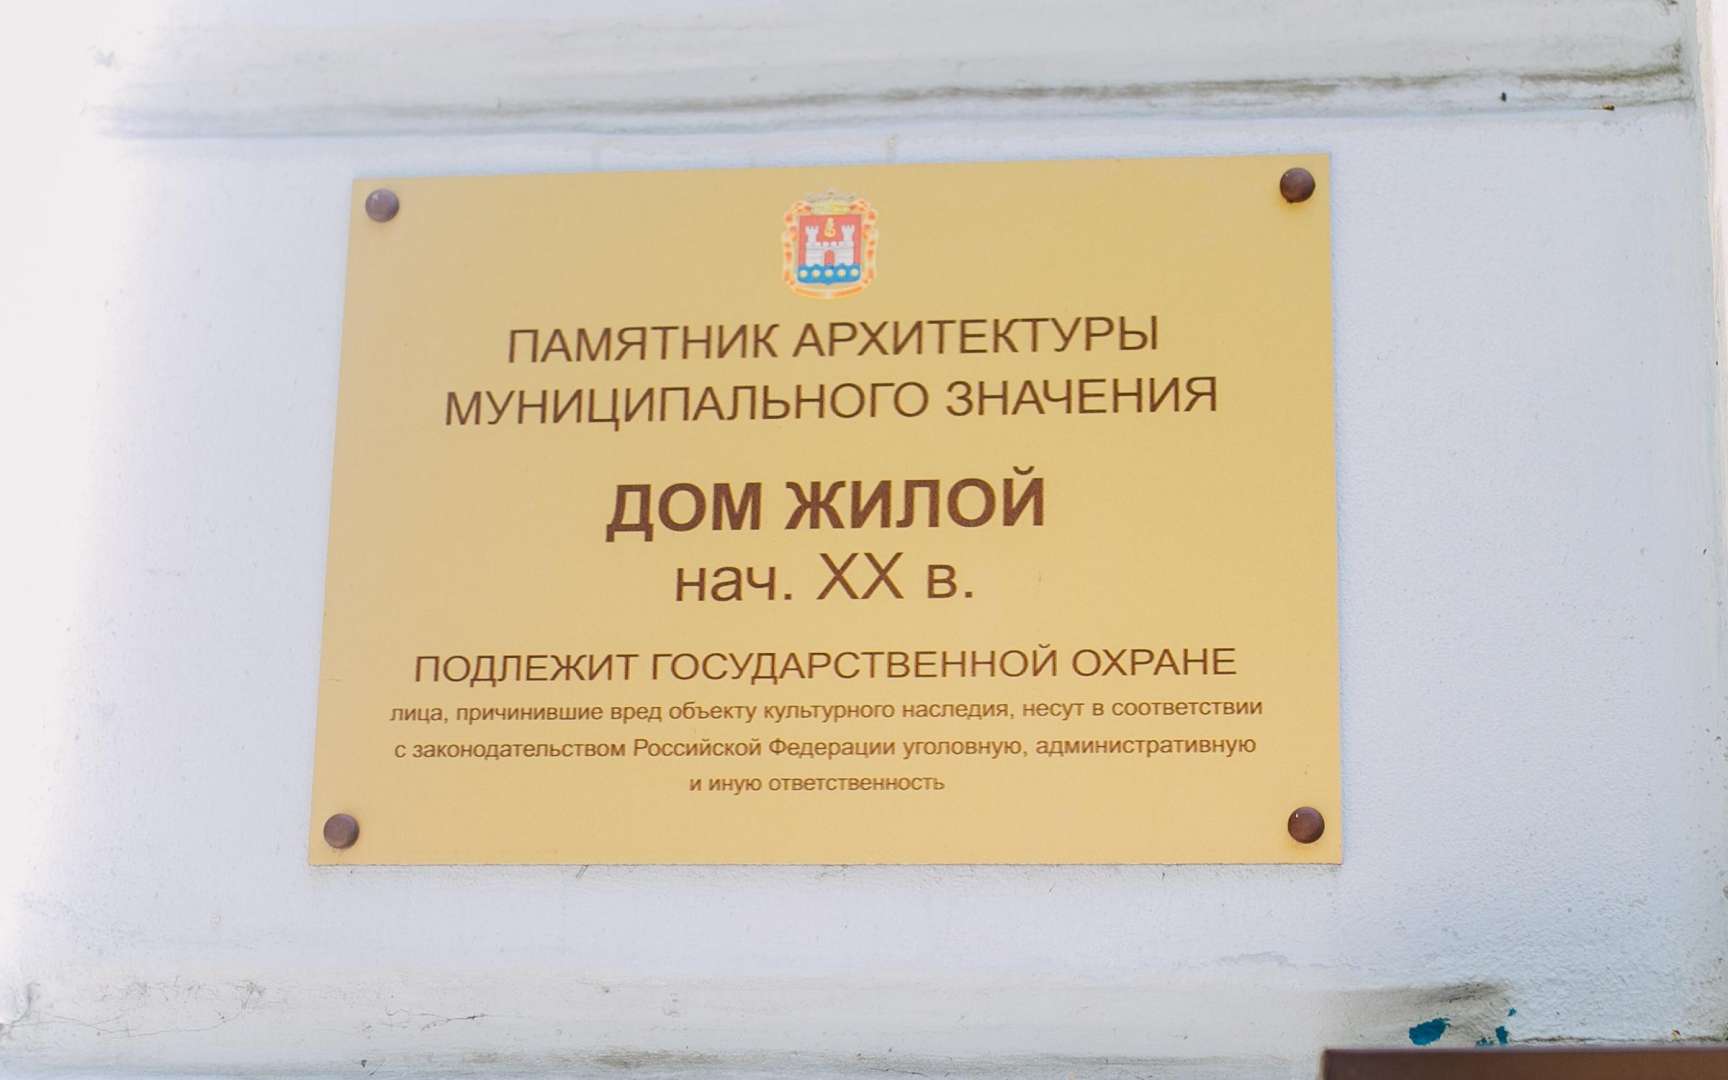 ПАМЯТНИК АРХИТЕКТУРЫ
МУНИЦИПАЛЬНОГО ЗНАЧЕНИЯ
ДОМ ЖИЛОЙ
нач. XX в.
ПОДЛЕЖИТ ГОСУДАРСТВЕННОЙ ОХРАНЕ
лица, причинившие вред объекту культурного наследия, несут в соответствии
с законодательством Российской Федерации уголовную, административную
и иную ответственность